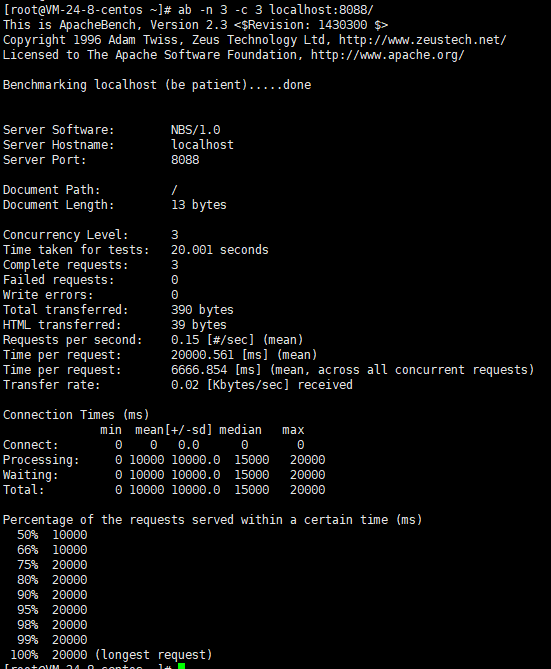 [root@VM-24-8-centos ~]# ab -n 3 -c 3 localhost:8088/
This is ApacheBench, Version 2.3 <$Revision: 1430300 $>
Copyright 1996 Adam Twiss, Zeus Technology Ltd, http://www.zeustech.net/
Licensed to The Apache Software Foundation, http://www.apache.org/

Benchmarking localhost (be patient).....done


Server Software:        NBS/1.0
Server Hostname:        localhost
Server Port:            8088

Document Path:          /
Document Length:        13 bytes

Concurrency Level:      3
Time taken for tests:   20.001 seconds
Complete requests:      3
Failed requests:        0
Write errors:           0
Total transferred:      390 bytes
HTML transferred:       39 bytes
Requests per second:    0.15 [#/sec] (mean)
Time per request:       20000.561 [ms] (mean)
Time per request:       6666.854 [ms] (mean, across all concurrent requests)
Transfer rate:          0.02 [Kbytes/sec] received

Connection Times (ms)
              min  mean[+/-sd] median   max
Connect:        0    0   0.0      0       0
Processing:     0 10000 10000.0  15000   20000
Waiting:        0 10000 10000.0  15000   20000
Total:          0 10000 10000.0  15000   20000

Percentage of the requests served within a certain time (ms)
  50%  10000
  66%  10000
  75%  20000
  80%  20000
  90%  20000
  95%  20000
  98%  20000
  99%  20000
 100%  20000 (longest request)
[root@VM-24-8-centos ~]#